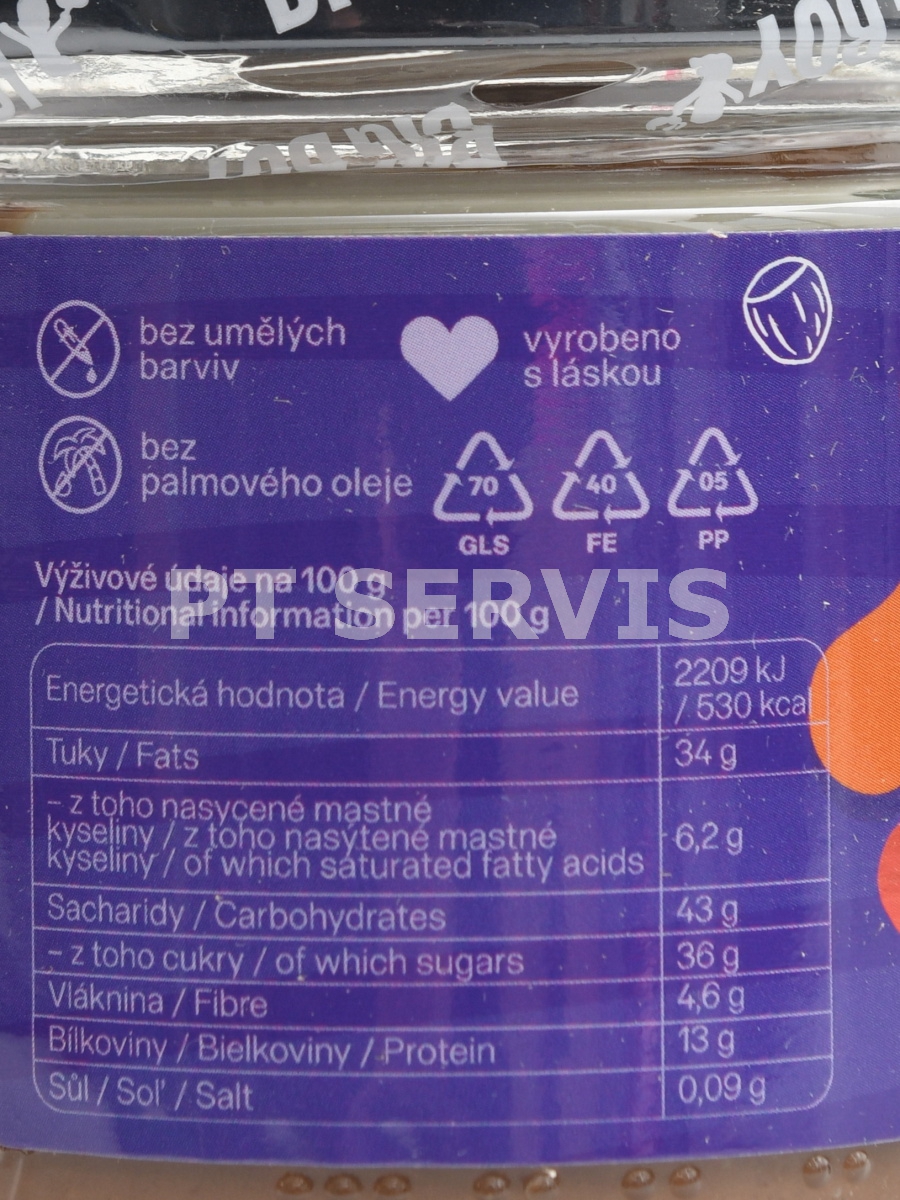 BIG BOY
bez umělých
barviv
vyrobeno
s láskou
bez
palmového oleje
70
GLS
40
FE
05
PP
Výživové údaje na 100 g
/ Nutritional information per 100 g
PT SERVIS
Energetická hodnota / Energy value
2209 kJ
/ 530 kcal
Tuky / Fats
34 g
– z toho nasycené mastné
kyseliny / z toho nasýtené mastné
kyseliny / of which saturated fatty acids
6,2 g
Sacharidy / Carbohydrates
43 g
– z toho cukry / of which sugars
36 g
Vláknina / Fibre
4,6 g
Bílkoviny / Bielkoviny / Protein
13 g
Sůl / Soľ / Salt
0,09 g